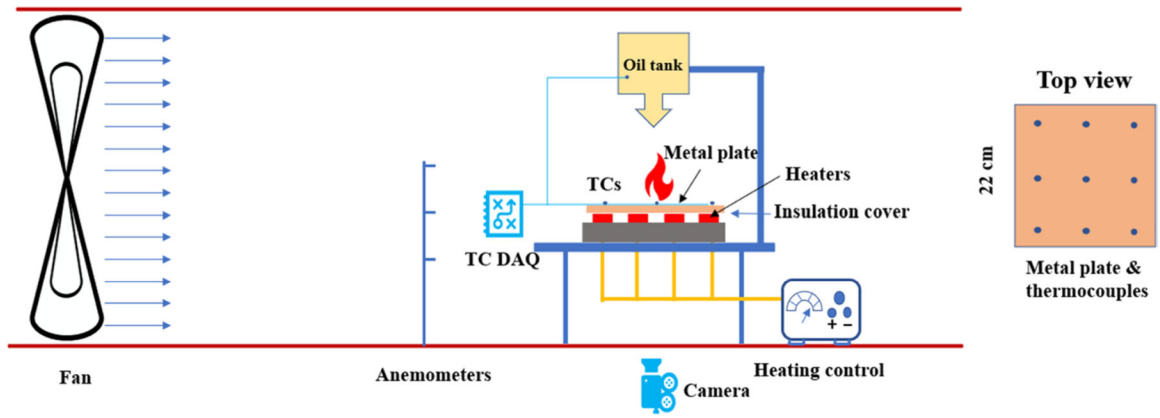 Oil tank
Top view
Metal plate
TCs
Heaters
22 cm
Insulation cover
TC DAQ
Metal plate &
thermocouples
+ −
Fan
Anemometers
Camera
Heating control